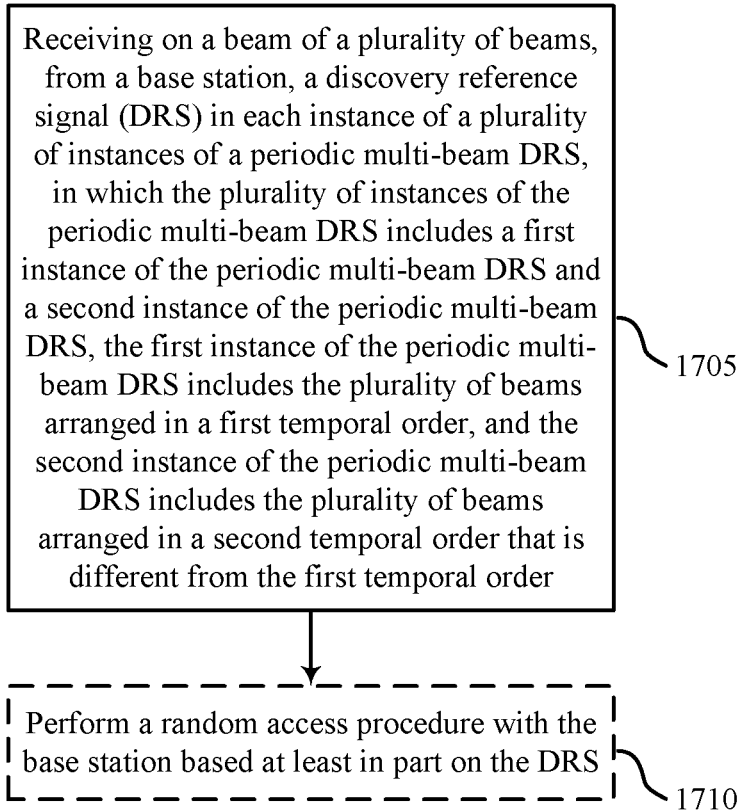 Receiving on a beam of a plurality of beams,
from a base station, a discovery reference
signal (DRS) in each instance of a plurality
of instances of a periodic multi-beam DRS,
in which the plurality of instances of the
periodic multi-beam DRS includes a first
instance of the periodic multi-beam DRS and
a second instance of the periodic multi-beam
DRS, the first instance of the periodic multi-
beam DRS includes the plurality of beams
arranged in a first temporal order, and the
second instance of the periodic multi-beam
DRS includes the plurality of beams
arranged in a second temporal order that is
different from the first temporal order
1705
Perform a random access procedure with the
base station based at least in part on the DRS
1710